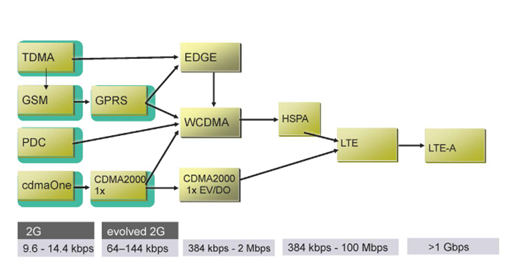 TDMA
EDGE
GSM
GPRS
WCDMA
HSPA
PDC
LTE
LTE-A
cdmaOne
CDMA2000
1x
CDMA2000
1x EV/DO
2G
evolved 2G
9.6 - 14.4 kbps
64–144 kbps
384 kbps - 2 Mbps
384 kbps - 100 Mbps
>1 Gbps